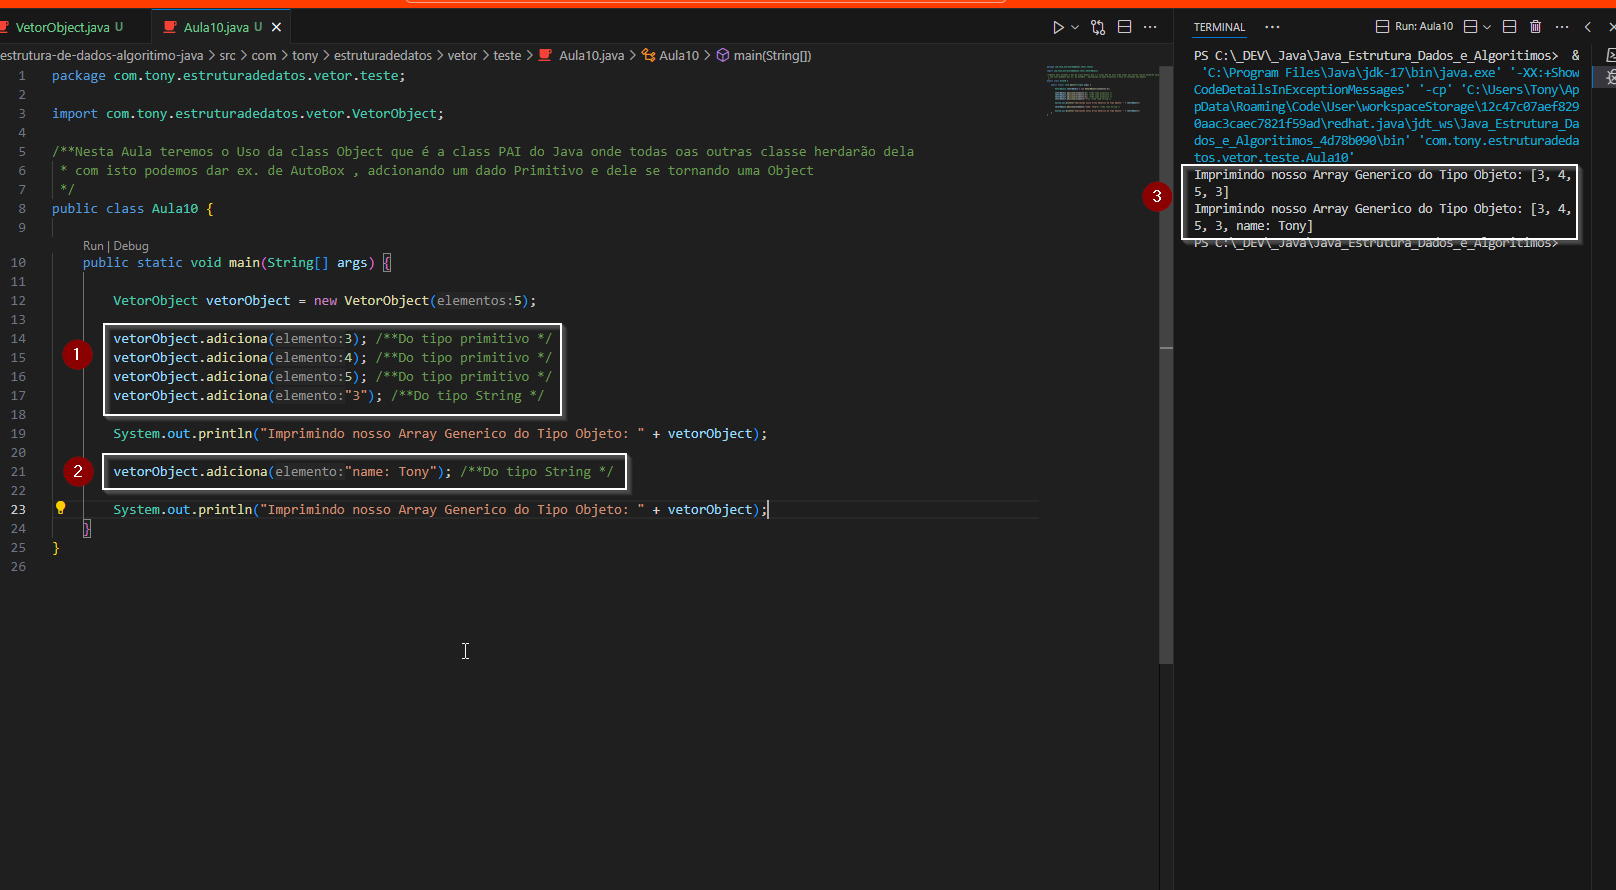 VetorObject.java U
Aula10.java U
estrutura-de-dados-algoritimo-java > src > com > tony > estruturadedatos > vetor > teste > Aula10.java > Aula10 > main(String[])
1 package com.tony.estruturadedatos.vetor.teste;
2
3 import com.tony.estruturadedatos.vetor.VetorObject;
4
5 /**Nesta Aula teremos o Uso da class Object que é a class PAI do Java onde todas oas outras classe herdarão dela
6 * com isto podemos dar ex. de AutoBox , adcionando um dado Primitivo e dele se tornando uma Object
7 */
8 public class Aula10 {
9
Run | Debug
10 public static void main(String[] args) {
11
12 VetorObject vetorObject = new VetorObject(elementos:5);
13
14 vetorObject.adiciona(elemento:3); /**Do tipo primitivo */
1
15 vetorObject.adiciona(elemento:4); /**Do tipo primitivo */
16 vetorObject.adiciona(elemento:5); /**Do tipo primitivo */
17 vetorObject.adiciona(elemento:"3"); /**Do tipo String */
18
19 System.out.println("Imprimindo nosso Array Generico do Tipo Objeto: " + vetorObject);
20
21 vetorObject.adiciona(elemento:"name: Tony"); /**Do tipo String */
2
22
23 System.out.println("Imprimindo nosso Array Generico do Tipo Objeto: " + vetorObject);
24 }
25 }
26
TERMINAL
Run: Aula10
PS C:\_DEV\_Java\Java_Estrutura_Dados_e_Algoritimos> &
'C:\Program Files\Java\jdk-17\bin\java.exe' '-XX:+Show
CodeDetailsInExceptionMessages' '-cp' 'C:\Users\Tony\Ap
pData\Roaming\Code\User\workspaceStorage\12c47c07aef829
0aac3caec7821f59ad\redhat.java\jdt_ws\Java_Estrutura_Da
dos_e_Algoritimos_4d78b090\bin' 'com.tony.estruturadeda
tos.vetor.teste.Aula10'
Imprimindo nosso Array Generico do Tipo Objeto: [3, 4,
5, 3]
3
Imprimindo nosso Array Generico do Tipo Objeto: [3, 4,
5, 3, name: Tony]
PS C:\_DEV\_Java\Java_Estrutura_Dados_e_Algoritimos>